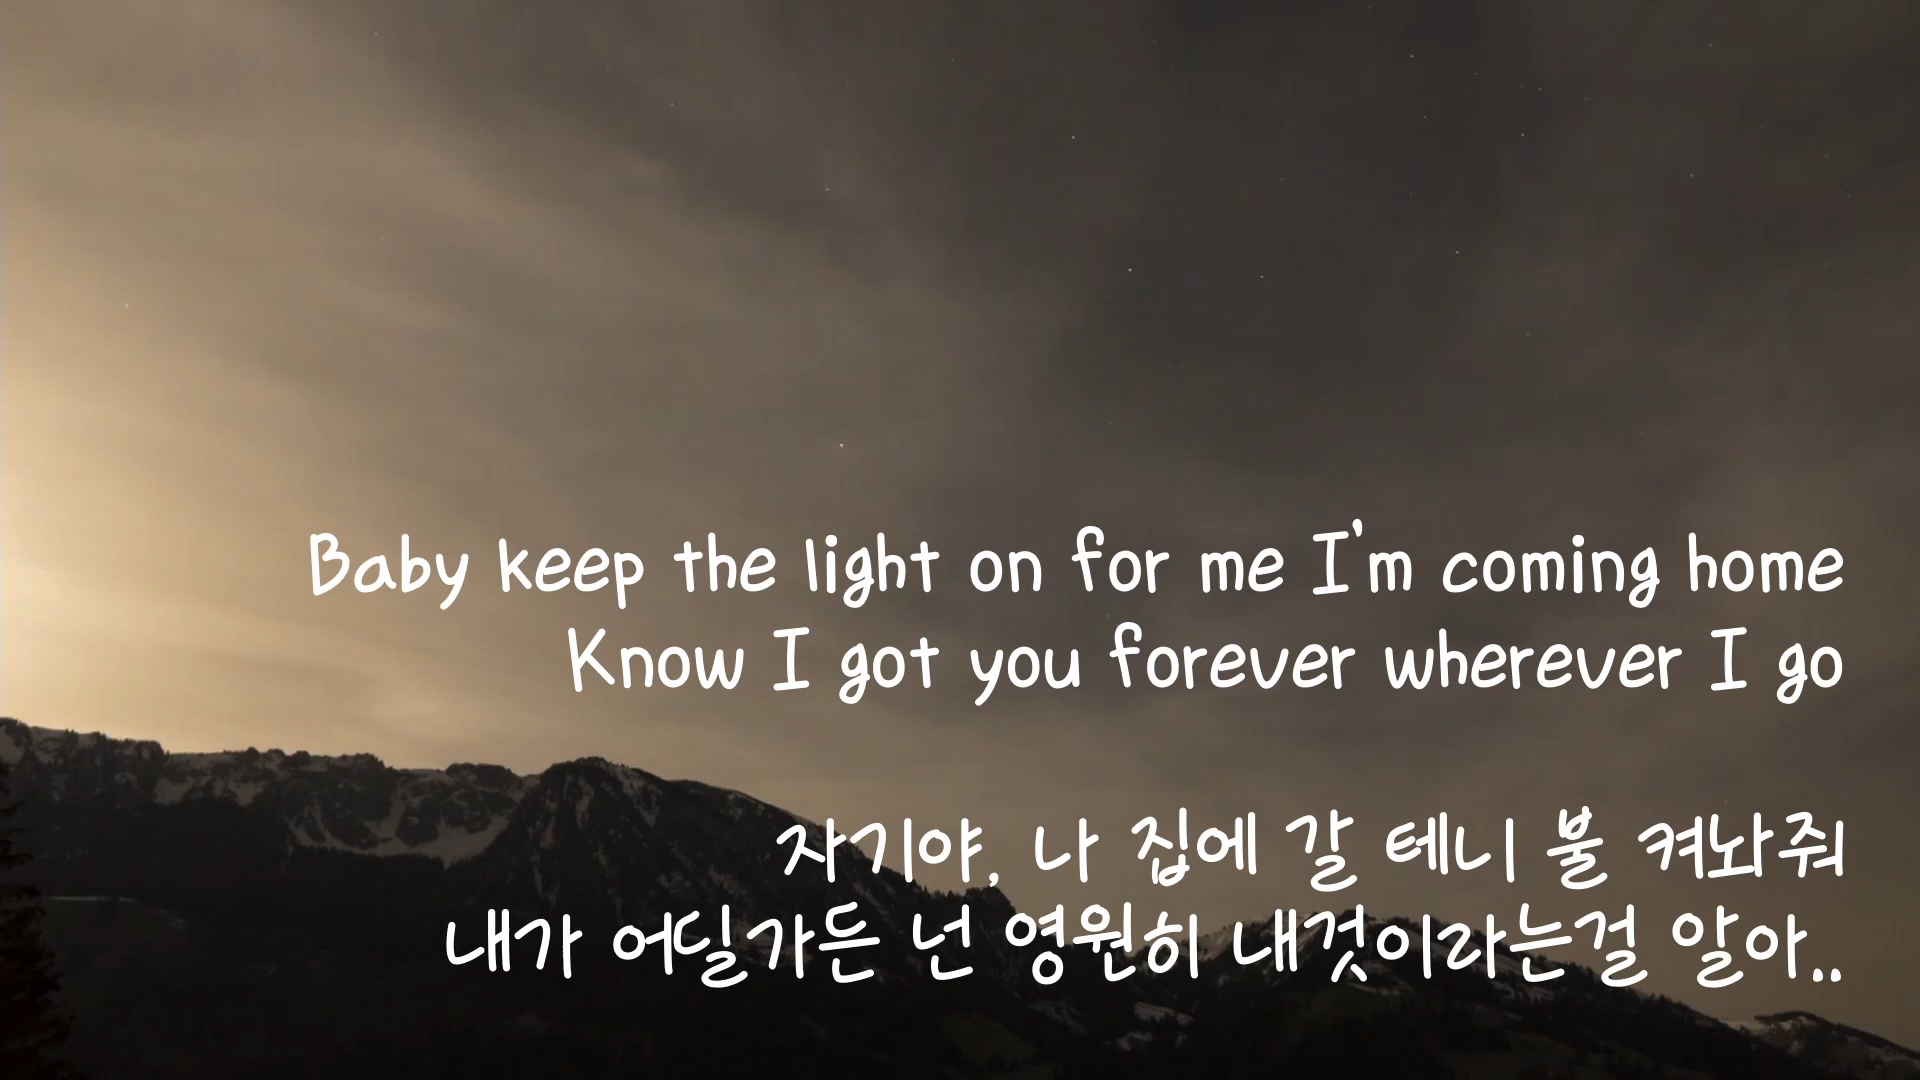 Baby keep the light on for me I'm coming home
Know I got you forever wherever I go
자기야, 나 집에 갈 테니 불 켜놔줘
내가 어딜가든 넌 영원히 내것이라는걸 알아..